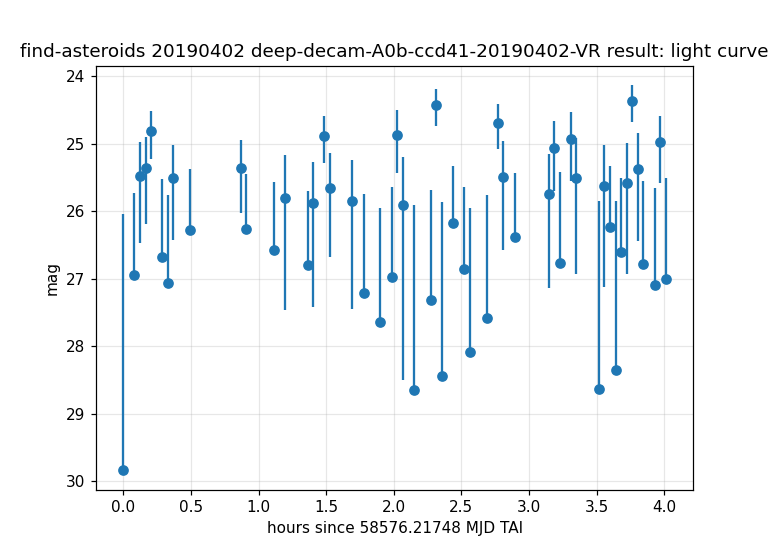 find-asteroids 20190402 deep-decam-A0b-ccd41-20190402-VR result: light curve
24
25
26
27
28
29
30
mag
0.0 0.5 1.0 1.5 2.0 2.5 3.0 3.5 4.0
hours since 58576.21748 MJD TAI